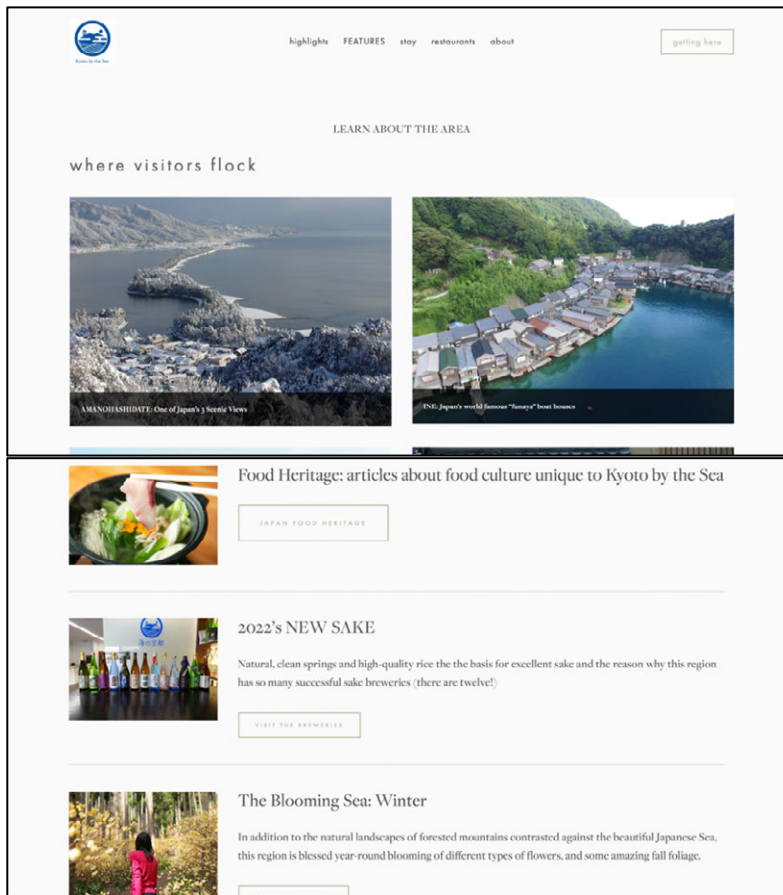 Kyoto by the Sea
highlights FEATURES stay restaurants about
getting here
LEARN ABOUT THE AREA
where visitors flock
AMANOHASHIDATE: One of Japan's 3 Scenic Views
INE: Japan's world famous "funaya" boat houses
Food Heritage: articles about food culture unique to Kyoto by the Sea
JAPAN FOOD HERITAGE
2022's NEW SAKE
海の京都
Natural, clean springs and high-quality rice the the basis for excellent sake and the reason why this region
has so many successful sake breweries (there are twelve!)
VISIT THE BREWERIES
The Blooming Sea: Winter
In addition to the natural landscapes of forested mountains contrasted against the beautiful Japanese Sea,
this region is blessed year-round blooming of different types of flowers, and some amazing fall foliage.